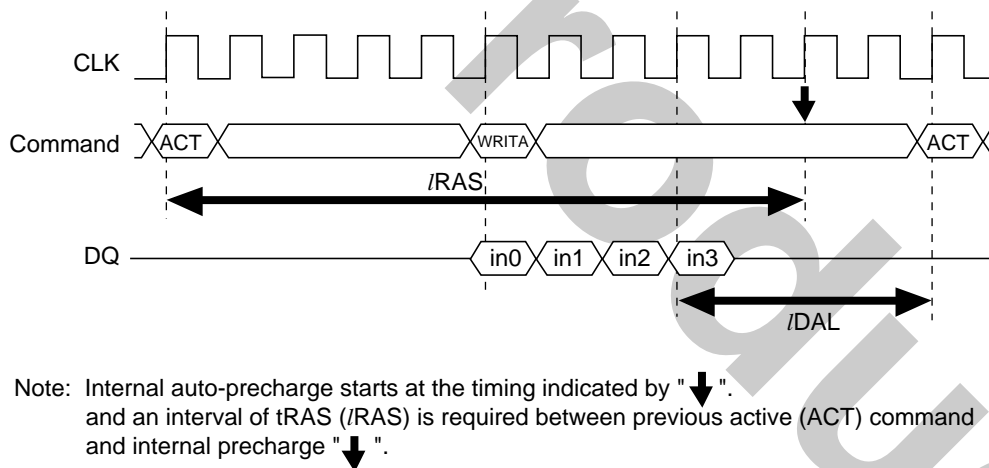 CLK
Command ACT WRITA ACT
lRAS
DQ in0 in1 in2 in3
lDAL
Note: Internal auto-precharge starts at the timing indicated by " ".
and an interval of tRAS (lRAS) is required between previous active (ACT) command
and internal precharge " ".